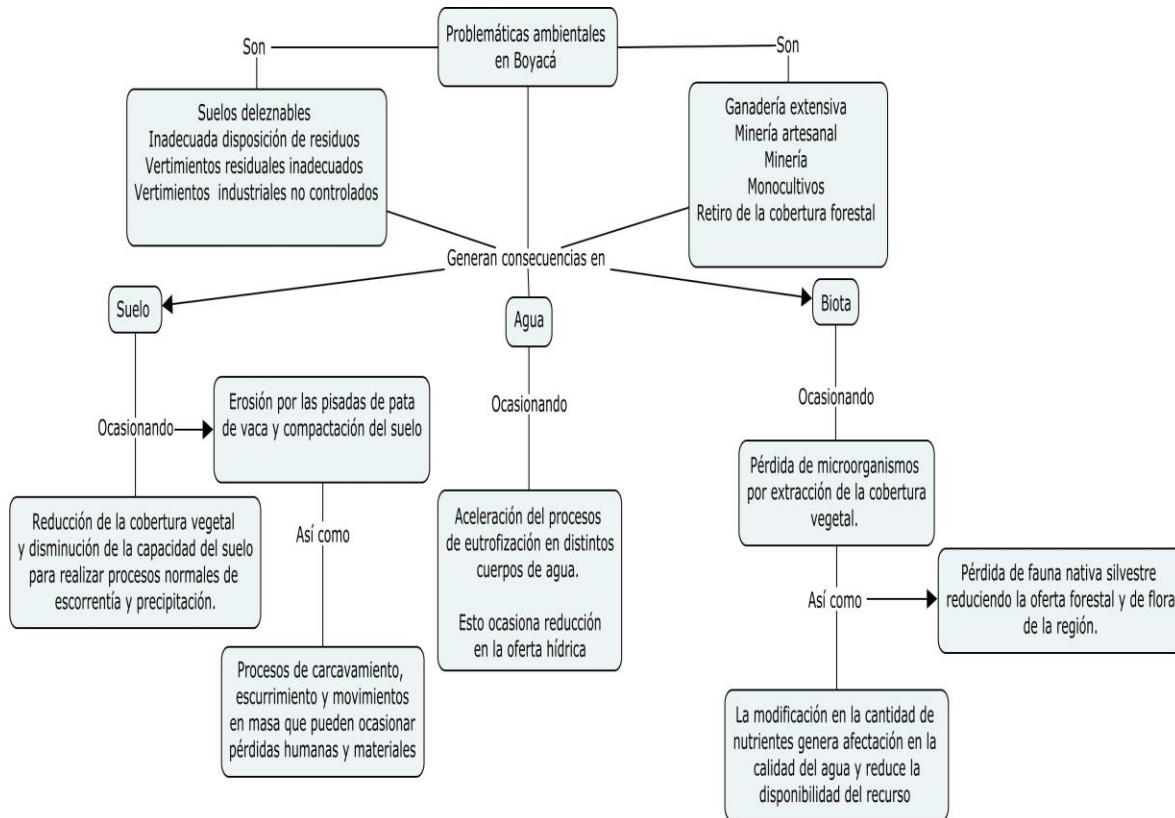 Problemáticas ambientales
en Boyacá
Son
Son
Suelos deleznables
Inadecuada disposición de residuos
Vertimientos residuales inadecuados
Vertimientos industriales no controlados
Ganadería extensiva
Minería artesanal
Minería
Monocultivos
Retiro de la cobertura forestal
Generan consecuencias en
Suelo
Agua
Biota
Ocasionando
Erosión por las pisadas de pata
de vaca y compactación del suelo
Reducción de la cobertura vegetal
y disminución de la capacidad del suelo
para realizar procesos normales de
escorrentía y precipitación.
Así como
Procesos de carcavamiento,
escurrimiento y movimientos
en masa que pueden ocasionar
pérdidas humanas y materiales
Ocasionando
Aceleración del procesos
de eutrofización en distintos
cuerpos de agua.
Esto ocasiona reducción
en la oferta hídrica
Ocasionando
Pérdida de microorganismos
por extracción de la cobertura
vegetal.
Así como
Pérdida de fauna nativa silvestre
reduciendo la oferta forestal y de flora
de la región.
La modificación en la cantidad de
nutrientes genera afectación en la
calidad del agua y reduce la
disponibilidad del recurso